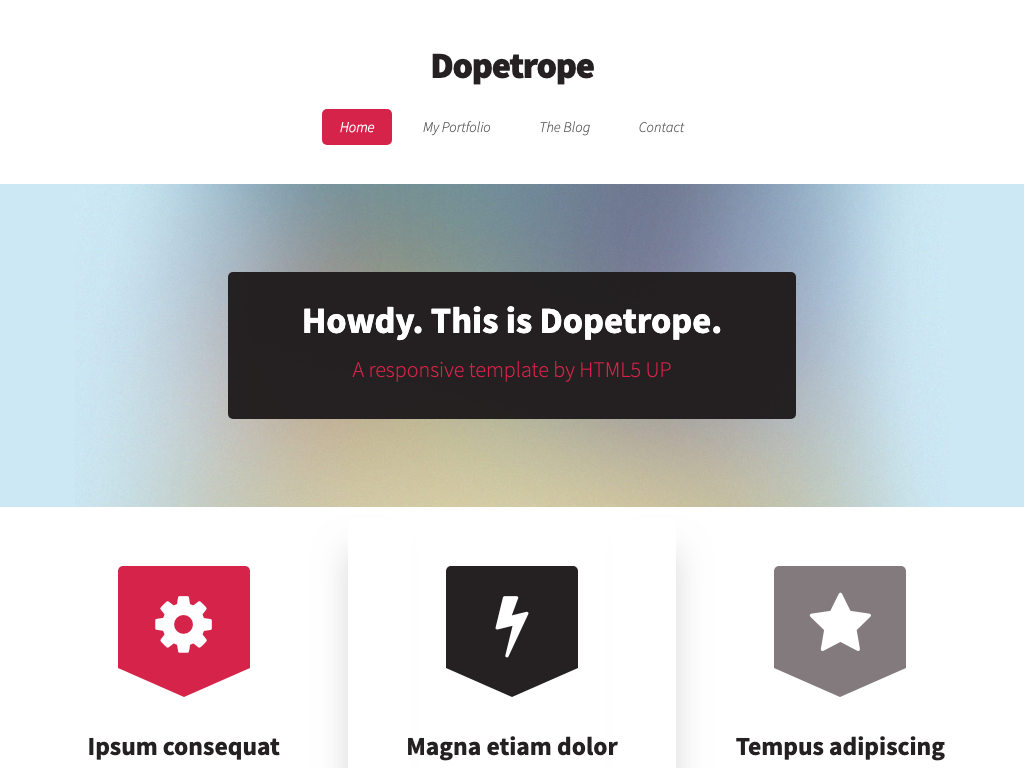 Dopetrope
Home My Portfolio The Blog Contact
Howdy. This is Dopetrope.
A responsive template by HTML5 UP
Ipsum consequat Magna etiam dolor Tempus adipiscing